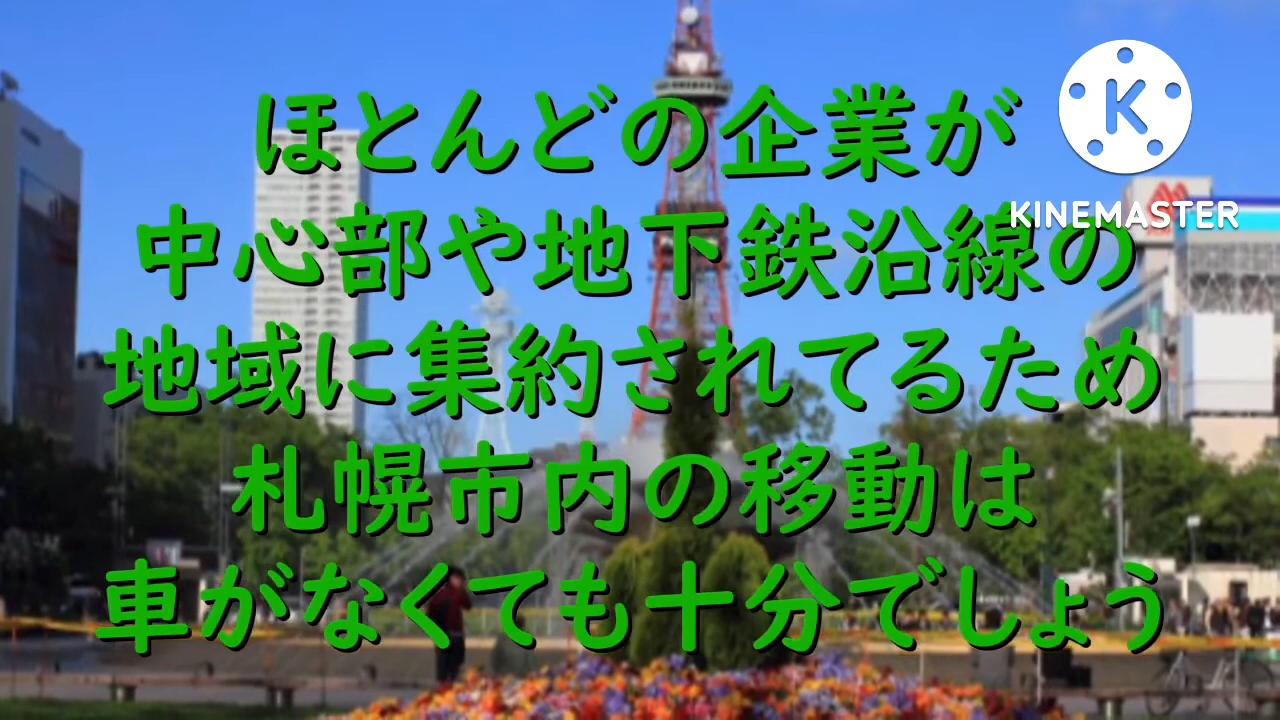 ほとんどの企業が
中心部や地下鉄沿線の
地域に集約されてるため
札幌市内の移動は
車がなくても十分でしょう
K
KINEMASTER